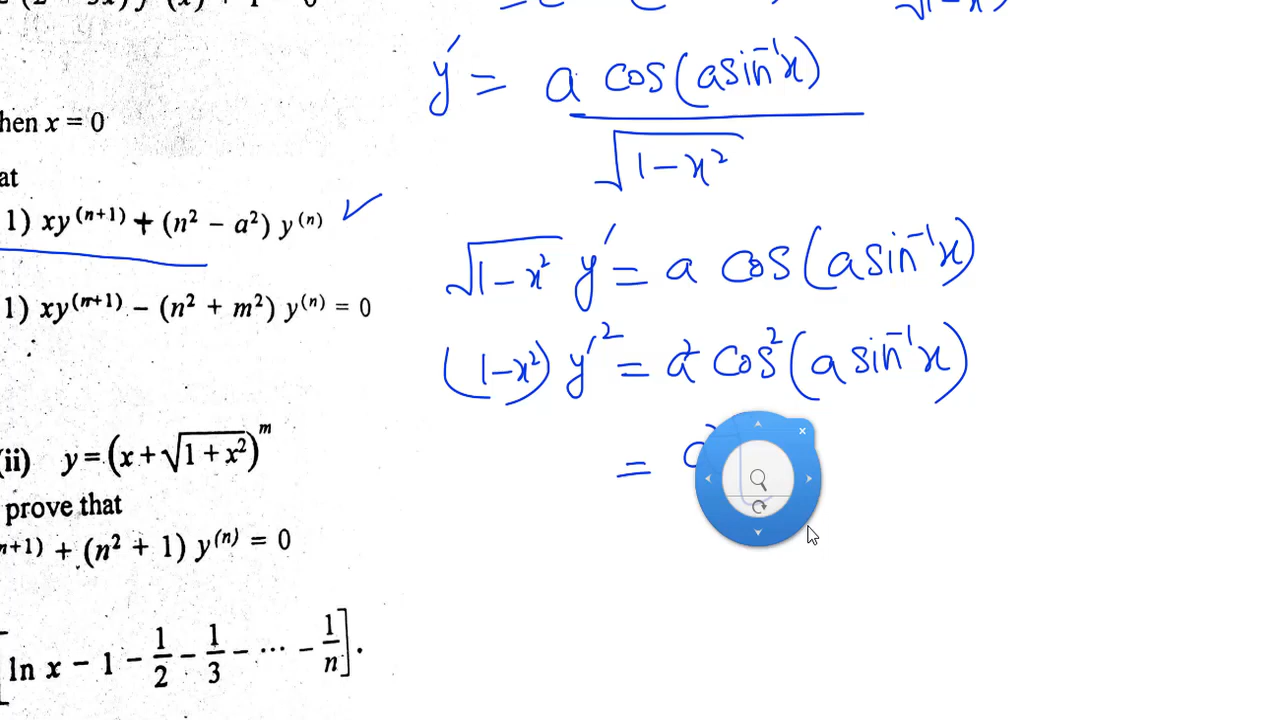 y′ = a cos(a sin⁻¹x)
√1-x²
hen x = 0
at
1) xy⁽ⁿ⁺¹⁾ + (n² − a²) y⁽ⁿ⁾ ✓
√1-x² y′ = a cos(a sin⁻¹x)
1) xy⁽ⁿ⁺¹⁾ − (n² + m²) y⁽ⁿ⁾ = 0
(1-x²) y′² = a² cos²(a sin⁻¹x)
(ii) y = (x + √1 + x²)ᵐ
=
prove that
n+1) + (n² + 1) y⁽ⁿ⁾ = 0
ln x − 1 − 1/2 − 1/3 − ⋯ − 1/n].